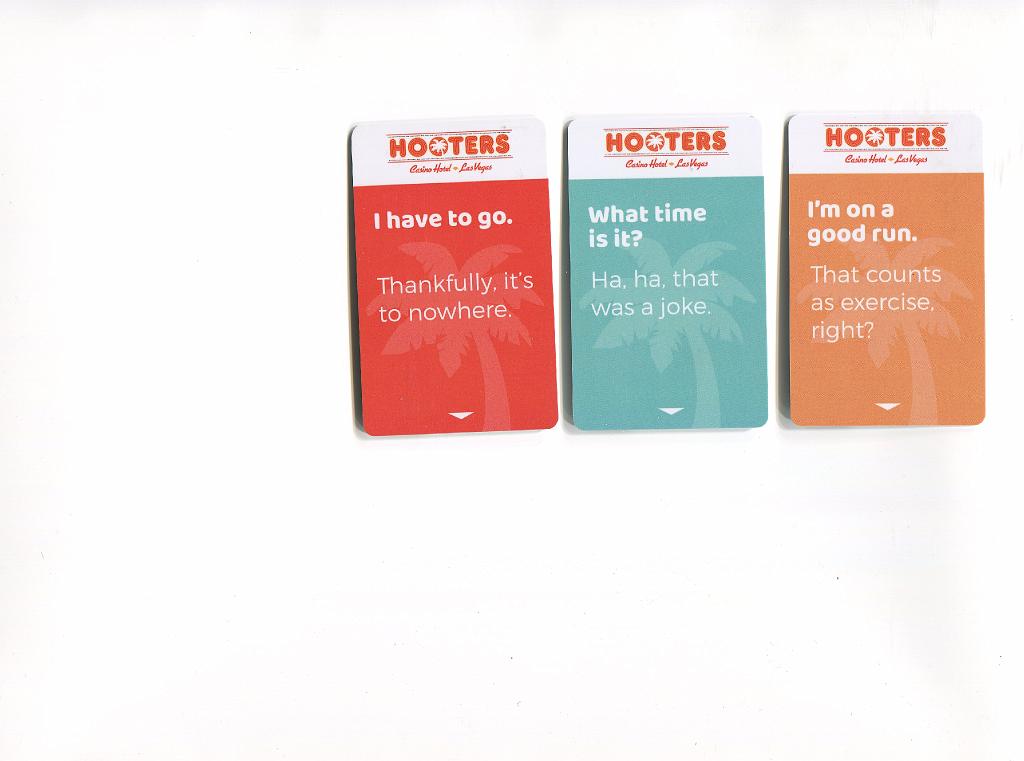 HOOTERS
Casino Hotel Las Vegas
I have to go.
Thankfully, it's
to nowhere.
HOOTERS
Casino Hotel Las Vegas
What time
is it?
Ha, ha, that
was a joke.
HOOTERS
Casino Hotel Las Vegas
I'm on a
good run.
That counts
as exercise,
right?